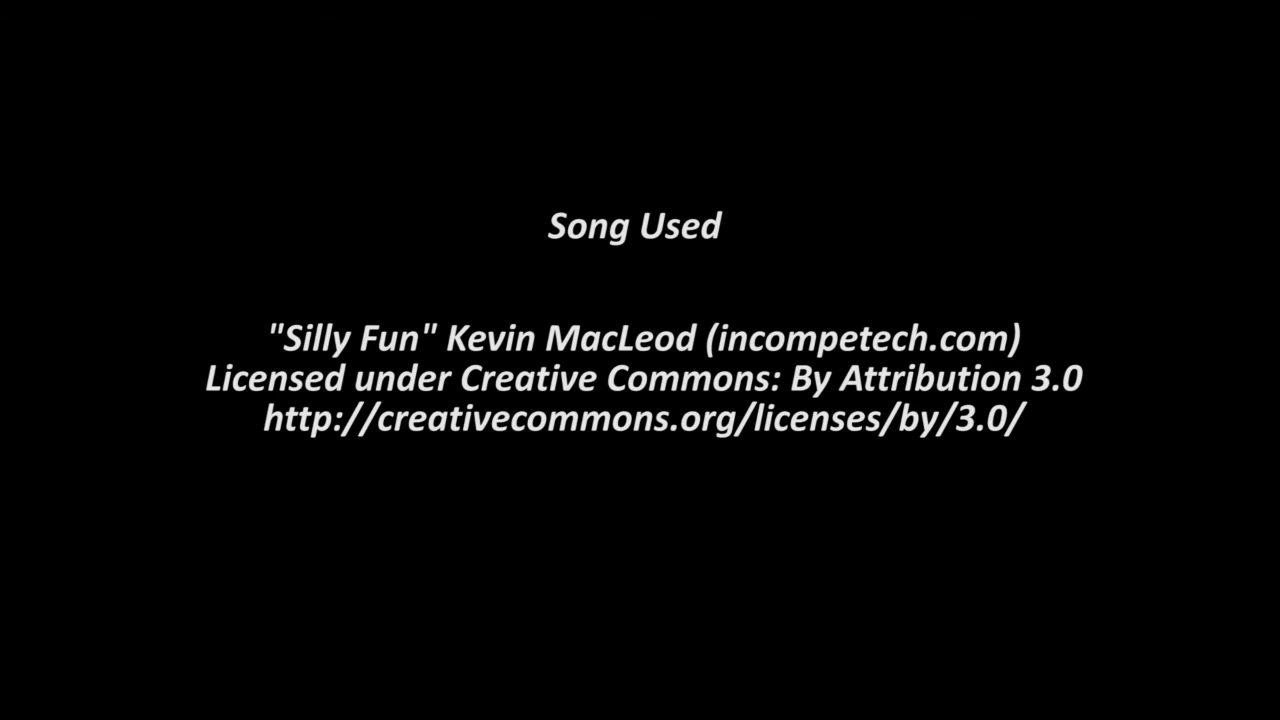 Song Used
"Silly Fun" Kevin MacLeod (incompetech.com)
Licensed under Creative Commons: By Attribution 3.0
http://creativecommons.org/licenses/by/3.0/